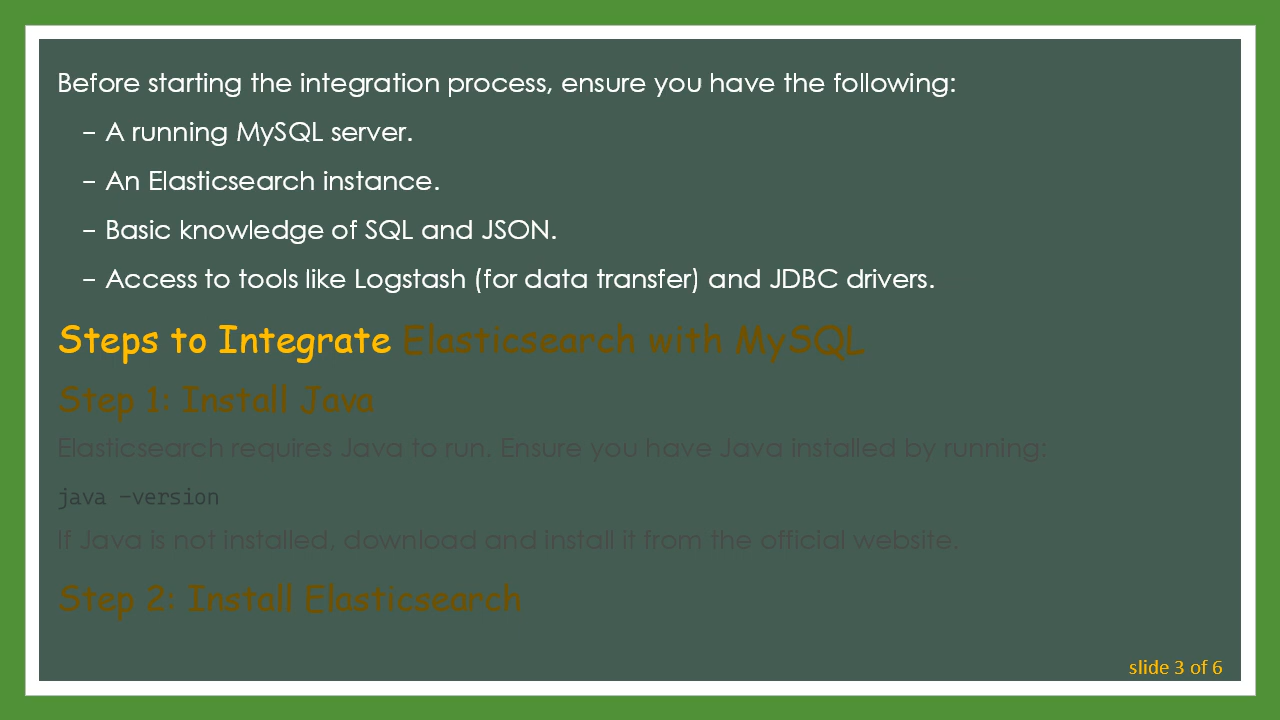 Before starting the integration process, ensure you have the following:
– A running MySQL server.
– An Elasticsearch instance.
– Basic knowledge of SQL and JSON.
– Access to tools like Logstash (for data transfer) and JDBC drivers.
Steps to Integrate Elasticsearch with MySQL
Step 1: Install Java
Elasticsearch requires Java to run. Ensure you have Java installed by running:
java -version
If Java is not installed, download and install it from the official website.
Step 2: Install Elasticsearch
slide 3 of 6